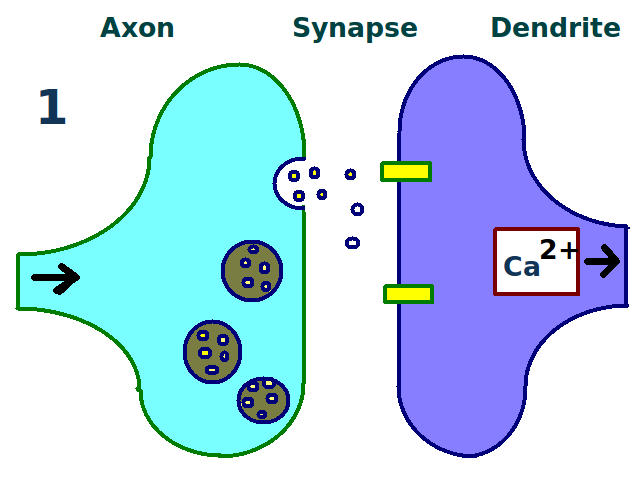 Axon Synapse Dendrite
1
Ca2+